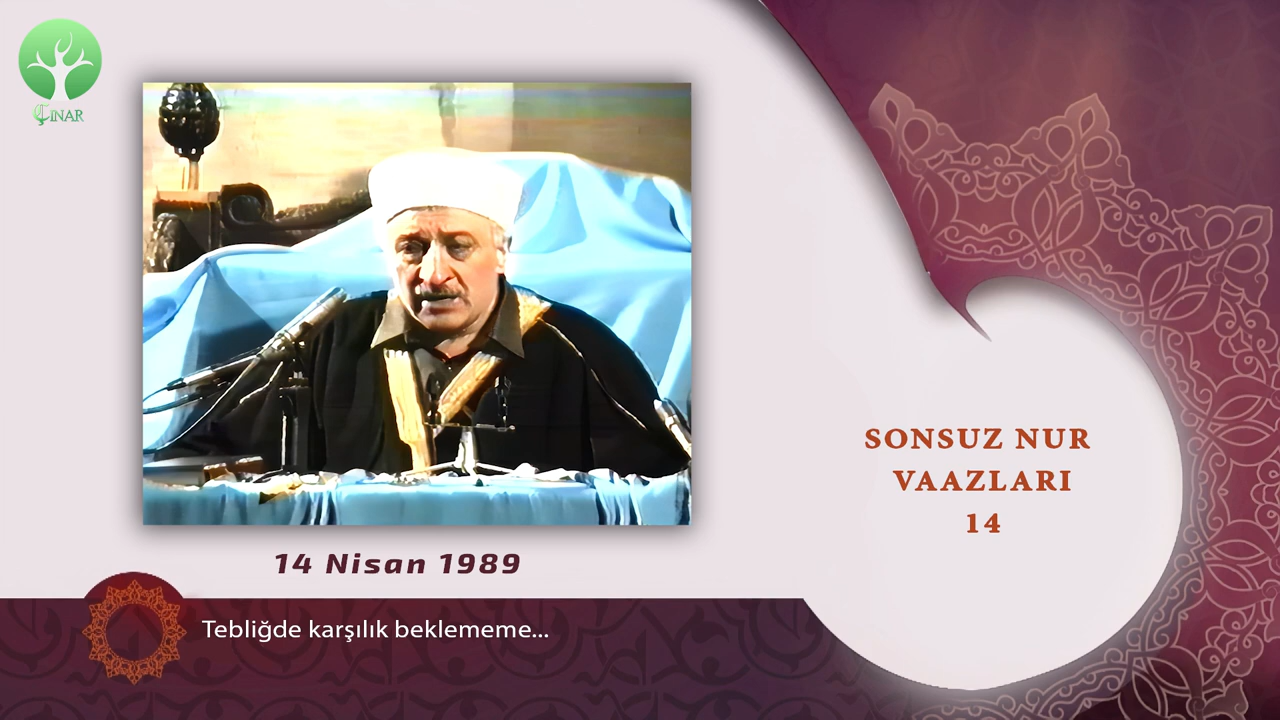 ÇINAR
14 Nisan 1989
Tebliğde karşılık beklememe...
SONSUZ NUR
VAAZLARI
14